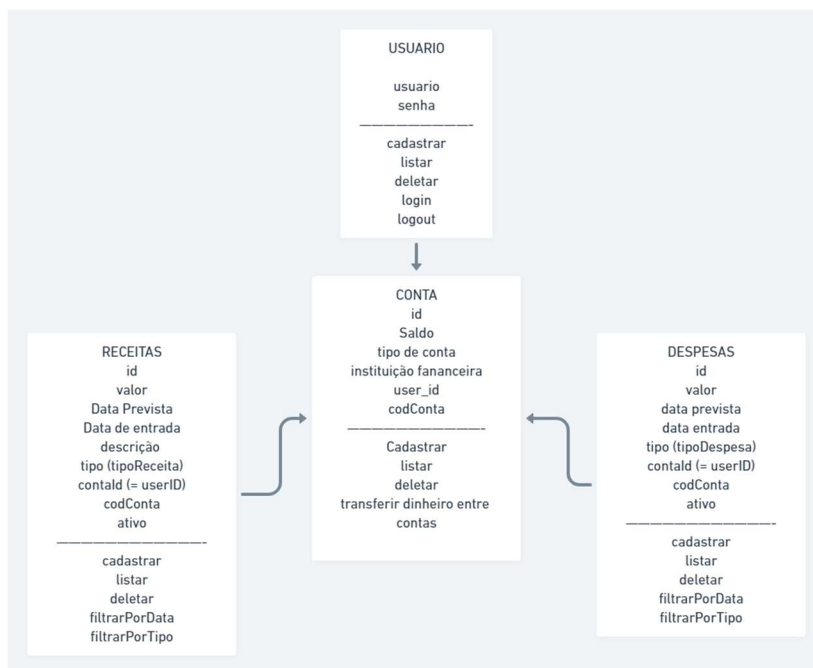 USUARIO
usuario
senha
—————————-
cadastrar
listar
deletar
login
logout
CONTA
id
Saldo
tipo de conta
instituição fananceira
user_id
codConta
———————————-
Cadastrar
listar
deletar
transferir dinheiro entre
contas
RECEITAS
id
valor
Data Prevista
Data de entrada
descrição
tipo (tipoReceita)
contaId (= userID)
codConta
ativo
————————————-
cadastrar
listar
deletar
filtrarPorData
filtrarPorTipo
DESPESAS
id
valor
data prevista
data entrada
tipo (tipoDespesa)
contaId (= userID)
codConta
ativo
————————————-
cadastrar
listar
deletar
filtrarPorData
filtrarPorTipo